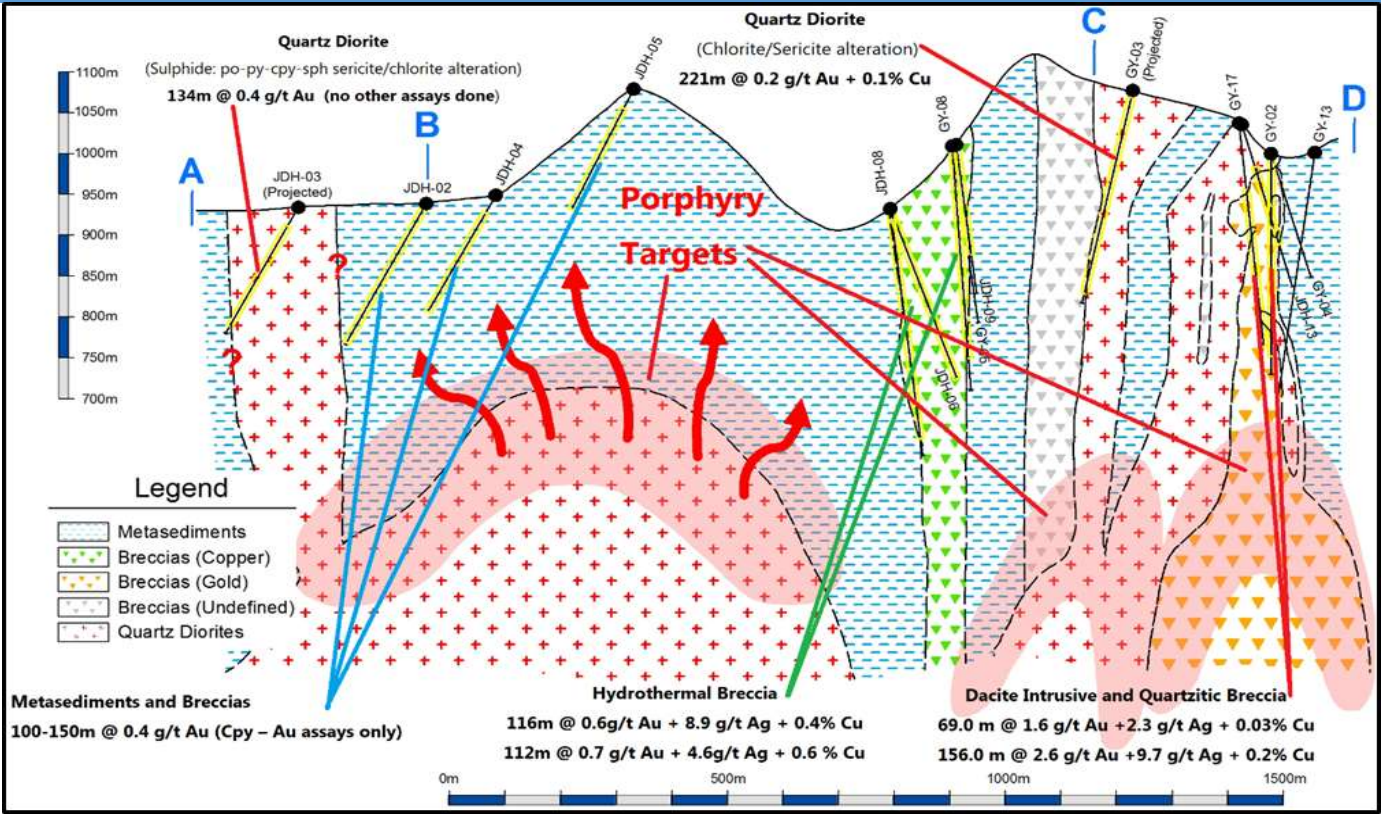 Quartz Diorite
(Sulphide: po-py-cpy-sph sericite/chlorite alteration)
134m @ 0.4 g/t Au (no other assays done)
Quartz Diorite
(Chlorite/Sericite alteration)
221m @ 0.2 g/t Au + 0.1% Cu
1100m
1050m
1000m
950m
900m
850m
800m
750m
700m
A
B
C
D
JDH-03
(Projected)
JDH-02
JDH-04
JDH-05
JDH-08
GY-08
GY-03
(Projected)
GY-17
GY-02
GY-13
?
?
Porphyry
Targets
JDH-09
JDH-06
GY-04
JDH-13
Legend
Metasediments
Breccias (Copper)
Breccias (Gold)
Breccias (Undefined)
Quartz Diorites
Metasediments and Breccias
100-150m @ 0.4 g/t Au (Cpy – Au assays only)
Hydrothermal Breccia
116m @ 0.6g/t Au + 8.9 g/t Ag + 0.4% Cu
112m @ 0.7 g/t Au + 4.6g/t Ag + 0.6 % Cu
Dacite Intrusive and Quartzitic Breccia
69.0 m @ 1.6 g/t Au +2.3 g/t Ag + 0.03% Cu
156.0 m @ 2.6 g/t Au +9.7 g/t Ag + 0.2% Cu
0m
500m
1000m
1500m